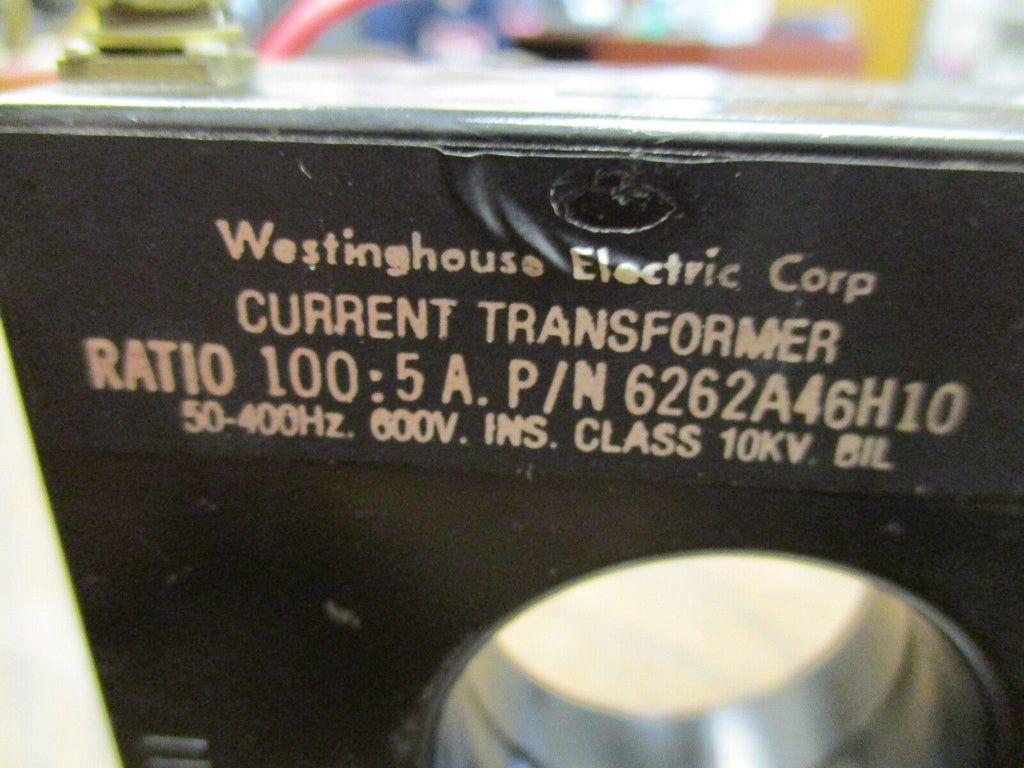 Westinghouse Electric Corp
CURRENT TRANSFORMER
RATIO 100:5 A. P/N 6262A46H10
50-400Hz. 600V. INS. CLASS 10KV. BIL